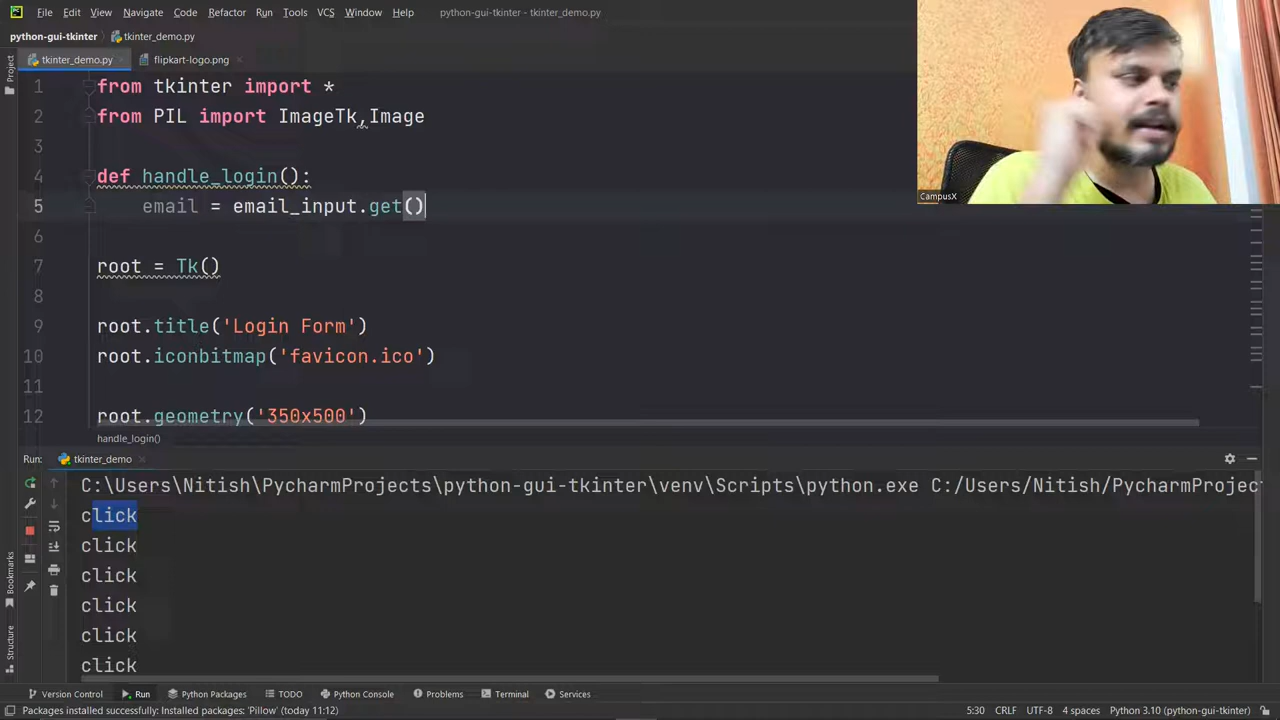 File Edit View Navigate Code Refactor Run Tools VCS Window Help python-gui-tkinter - tkinter_demo.py
python-gui-tkinter tkinter_demo.py
tkinter_demo.py flipkart-logo.png
Project
1 from tkinter import *
2 from PIL import ImageTk,Image
3
4 def handle_login():
5 email = email_input.get()
6
7 root = Tk()
8
9 root.title('Login Form')
10 root.iconbitmap('favicon.ico')
11
12 root.geometry('350x500')
handle_login()
CampusX
Run: tkinter_demo
C:\Users\Nitish\PycharmProjects\python-gui-tkinter\venv\Scripts\python.exe C:/Users/Nitish/PycharmProjec
click
click
click
click
click
click
Bookmarks
Structure
Version Control Run Python Packages TODO Python Console Problems Terminal Services
Packages installed successfully: Installed packages: 'Pillow' (today 11:12) 5:30 CRLF UTF-8 4 spaces Python 3.10 (python-gui-tkinter)